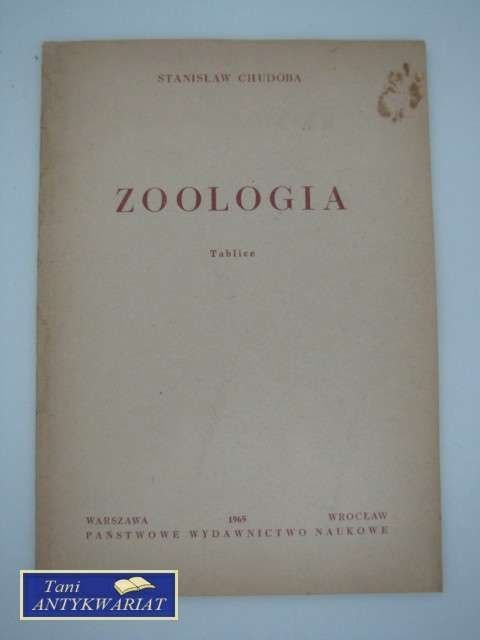 STANISŁAW CHUDOBA
ZOOLOGIA
Tablice
WARSZAWA 1965 WROCŁAW
PAŃSTWOWE WYDAWNICTWO NAUKOWE
Tani
ANTYKWARIAT